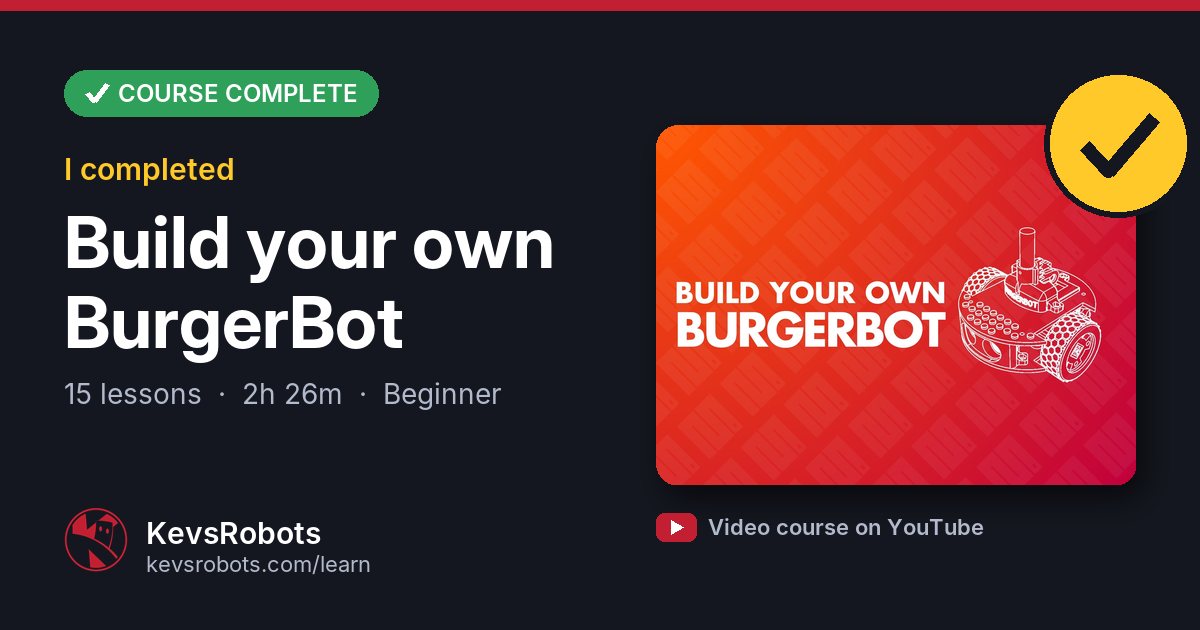 COURSE COMPLETE
I completed
Build your own
BurgerBot
15 lessons · 2h 26m · Beginner
BUILD YOUR OWN
BURGERBOT
KevsRobots
kevsrobots.com/learn
Video course on YouTube